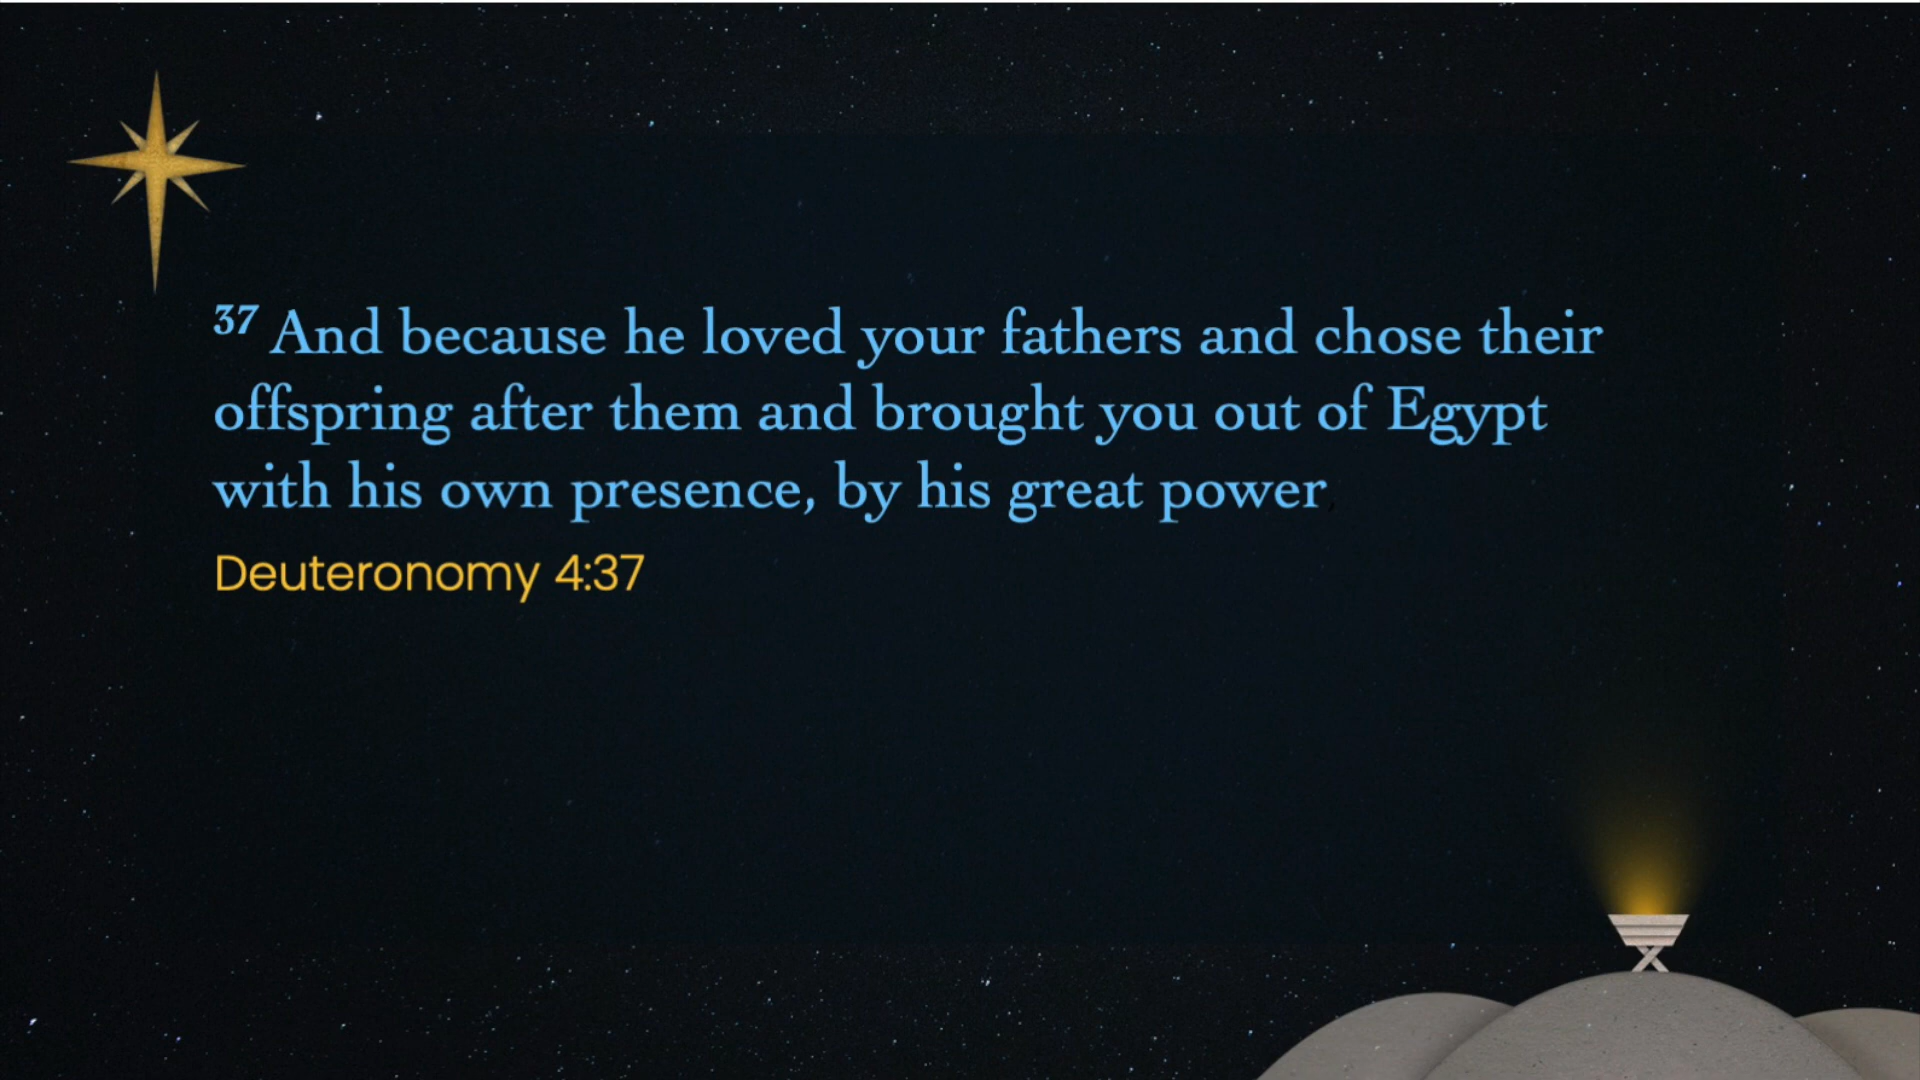 37 And because he loved your fathers and chose their
offspring after them and brought you out of Egypt
with his own presence, by his great power,
Deuteronomy 4:37